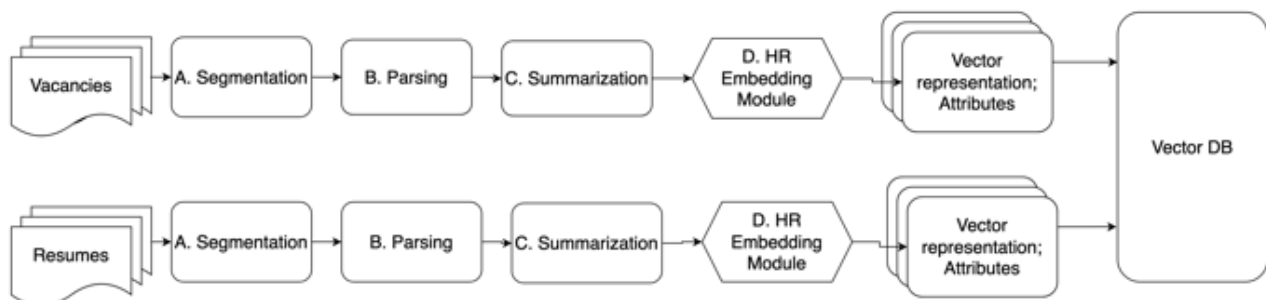 Vacancies
A. Segmentation
B. Parsing
C. Summarization
D. HR
Embedding
Module
Vector
representation;
Attributes
Vector DB
Resumes
A. Segmentation
B. Parsing
C. Summarization
D. HR
Embedding
Module
Vector
representation;
Attributes